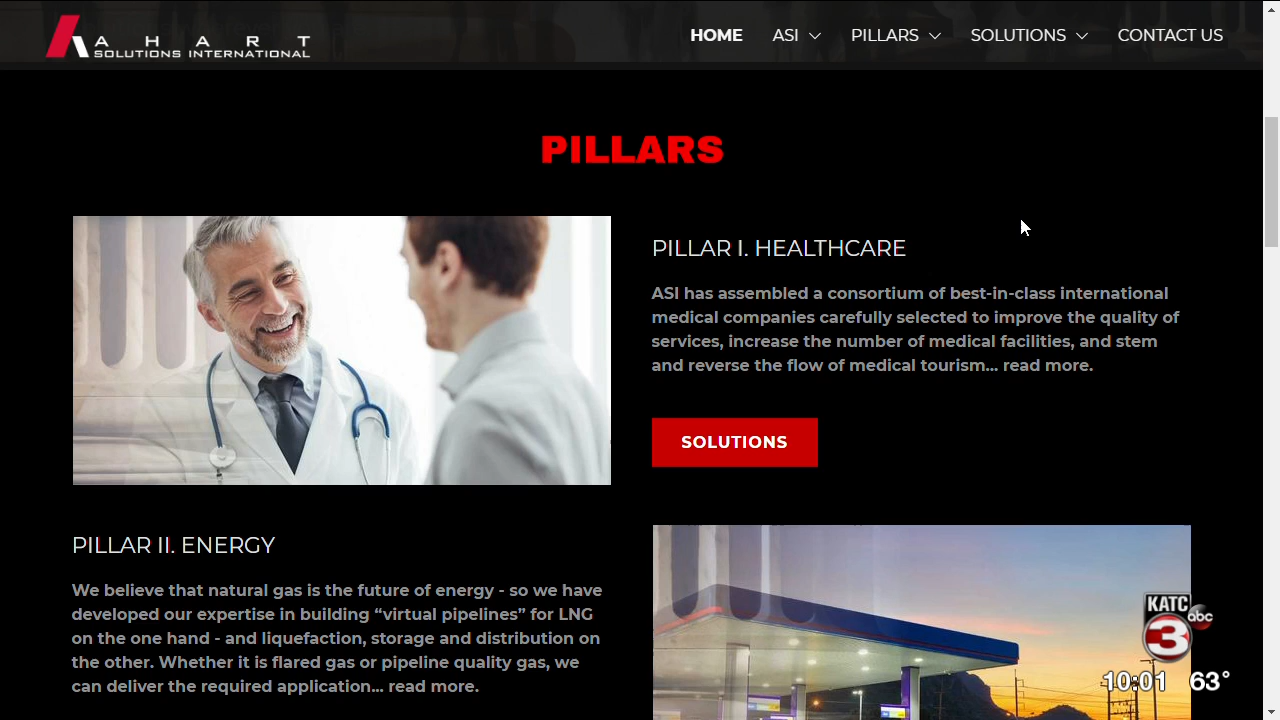 A H A R T
SOLUTIONS INTERNATIONAL
HOME ASI PILLARS SOLUTIONS CONTACT US
PILLARS
PILLAR I. HEALTHCARE
ASI has assembled a consortium of best-in-class international
medical companies carefully selected to improve the quality of
services, increase the number of medical facilities, and stem
and reverse the flow of medical tourism... read more.
SOLUTIONS
PILLAR II. ENERGY
We believe that natural gas is the future of energy - so we have
developed our expertise in building “virtual pipelines” for LNG
on the one hand - and liquefaction, storage and distribution on
the other. Whether it is flared gas or pipeline quality gas, we
can deliver the required application... read more.
KATC
abc
3
10:01 63°